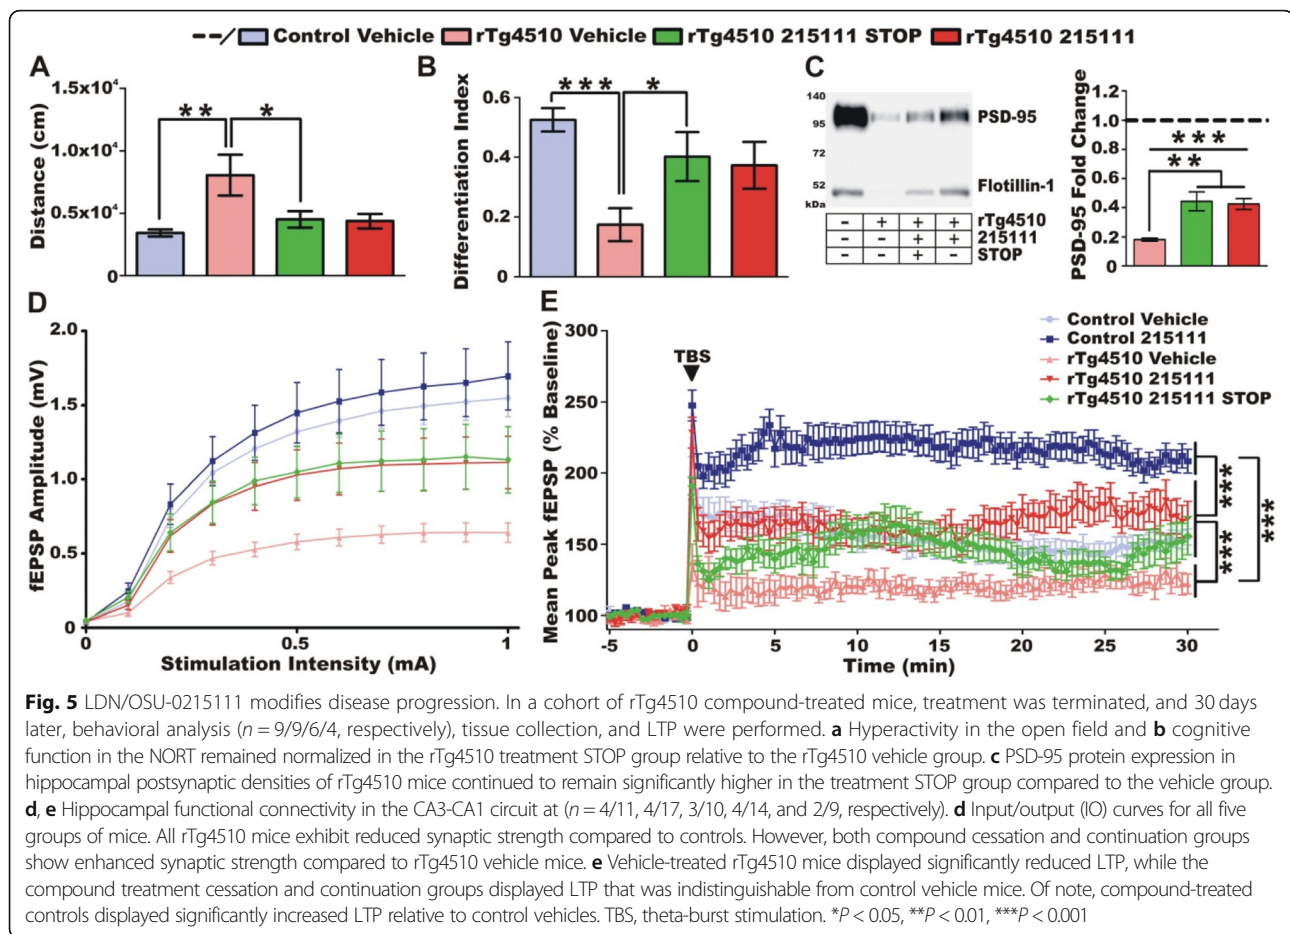 Control Vehicle rTg4510 Vehicle rTg4510 215111 STOP rTg4510 215111
A
Distance (cm)
1.5x10⁴
1.0x10⁴
0.5x10⁴
0
** *
B
Differentiation Index
0.6
0.4
0.2
0
*** *
C
140
95
72
52
kDa
PSD-95
Flotillin-1
- + + + rTg4510
- - + + 215111
- - + - STOP
PSD-95 Fold Change
1.2
1.0
0.8
0.6
0.4
0.2
0
***
**
D
fEPSP Amplitude (mV)
2.0
1.5
1.0
0.5
0
0 0.5 1
Stimulation Intensity (mA)
E
Mean Peak fEPSP (% Baseline)
300
250
200
150
100
TBS
Control Vehicle
Control 215111
rTg4510 Vehicle
rTg4510 215111
rTg4510 215111 STOP
***
***
***
-5 0 5 10 15 20 25 30
Time (min)
Fig. 5 LDN/OSU-0215111 modifies disease progression. In a cohort of rTg4510 compound-treated mice, treatment was terminated, and 30 days
later, behavioral analysis (n = 9/9/6/4, respectively), tissue collection, and LTP were performed. a Hyperactivity in the open field and b cognitive
function in the NORT remained normalized in the rTg4510 treatment STOP group relative to the rTg4510 vehicle group. c PSD-95 protein expression in
hippocampal postsynaptic densities of rTg4510 mice continued to remain significantly higher in the treatment STOP group compared to the vehicle group.
d, e Hippocampal functional connectivity in the CA3-CA1 circuit at (n = 4/11, 4/17, 3/10, 4/14, and 2/9, respectively). d Input/output (IO) curves for all five
groups of mice. All rTg4510 mice exhibit reduced synaptic strength compared to controls. However, both compound cessation and continuation groups
show enhanced synaptic strength compared to rTg4510 vehicle mice. e Vehicle-treated rTg4510 mice displayed significantly reduced LTP, while the
compound treatment cessation and continuation groups displayed LTP that was indistinguishable from control vehicle mice. Of note, compound-treated
controls displayed significantly increased LTP relative to control vehicles. TBS, theta-burst stimulation. *P < 0.05, **P < 0.01, ***P < 0.001